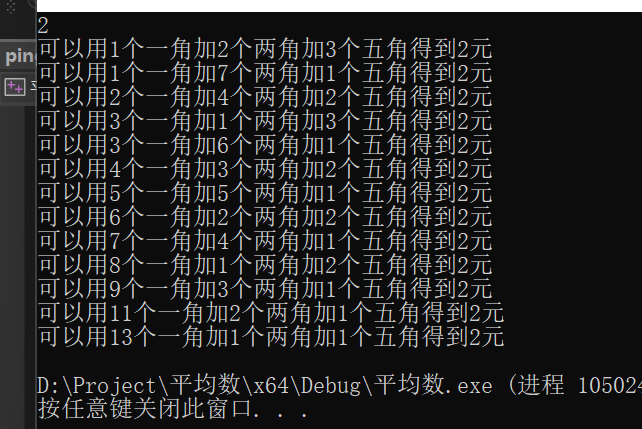 ping
2
可以用1个一角加2个两角加3个五角得到2元
可以用1个一角加7个两角加1个五角得到2元
可以用2个一角加4个两角加2个五角得到2元
可以用3个一角加1个两角加3个五角得到2元
可以用3个一角加6个两角加1个五角得到2元
可以用4个一角加3个两角加2个五角得到2元
可以用5个一角加5个两角加1个五角得到2元
可以用6个一角加2个两角加2个五角得到2元
可以用7个一角加4个两角加1个五角得到2元
可以用8个一角加1个两角加2个五角得到2元
可以用9个一角加3个两角加1个五角得到2元
可以用11个一角加2个两角加1个五角得到2元
可以用13个一角加1个两角加1个五角得到2元
D:\Project\平均数\x64\Debug\平均数.exe (进程 105024
按任意键关闭此窗口. . .